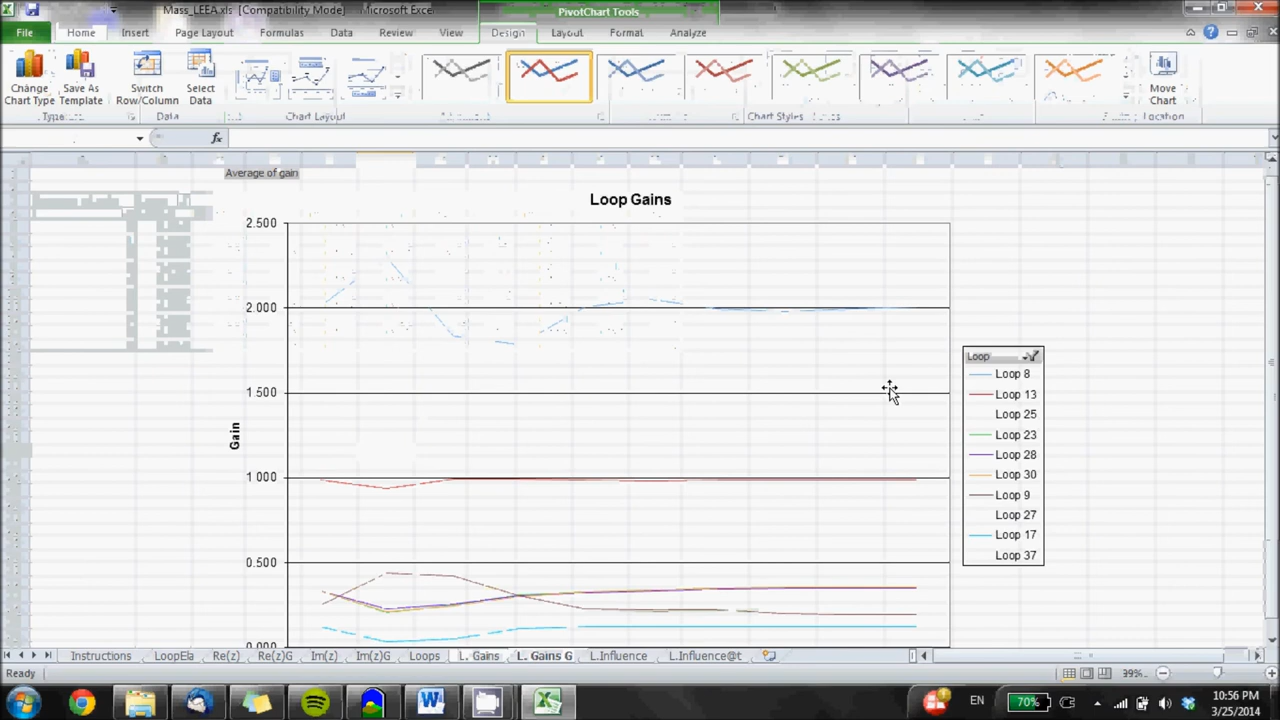 Mass_LEEA.xls [Compatibility Mode] - Microsoft Excel
PivotChart Tools
File Home Insert Page Layout Formulas Data Review View Design Layout Format Analyze
Change Chart Type
Save As Template
Switch Row/Column
Select Data
Move Chart
Data
Chart Layout
Chart Styles
Location
fx
Average of gain
Loop Gains
2.500
2.000
1.500
1.000
0.500
0.000
Gain
Loop
Loop 8
Loop 13
Loop 25
Loop 23
Loop 28
Loop 30
Loop 9
Loop 27
Loop 17
Loop 37
Instructions LoopEla Re(z) Re(z)G Im(z) Im(z)G Loops L. Gains L. Gains G L.Influence L.Influence@t
Ready
39%
EN
70%
10:56 PM
3/25/2014